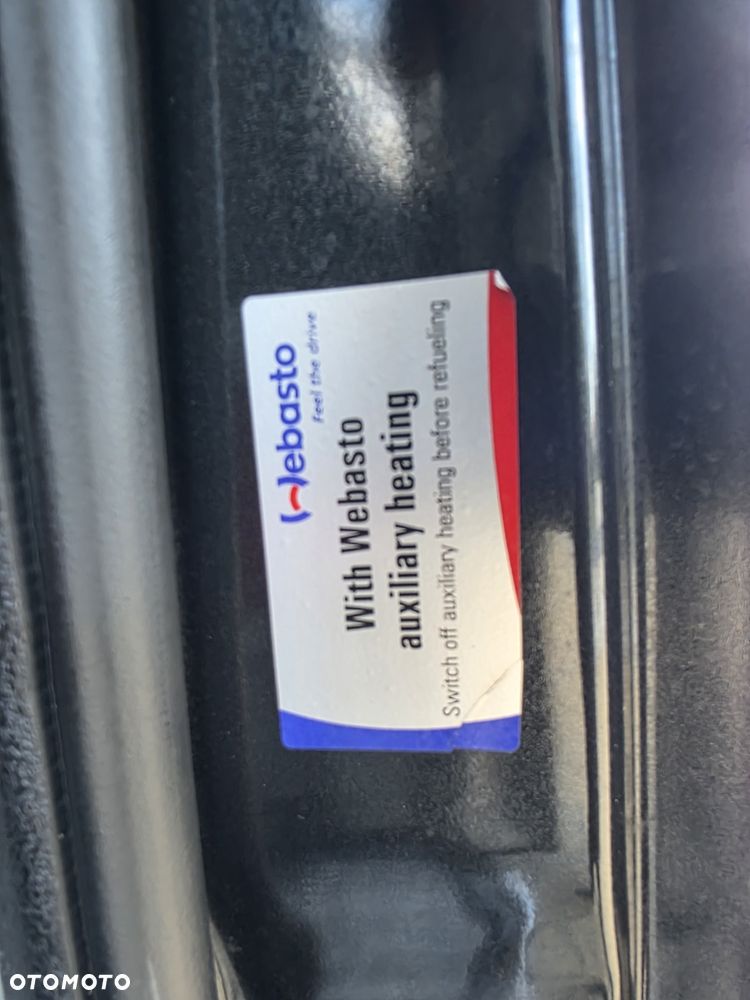 Webasto
Feel the drive
With Webasto
auxiliary heating
Switch off auxiliary heating before refueling
OTOMOTO